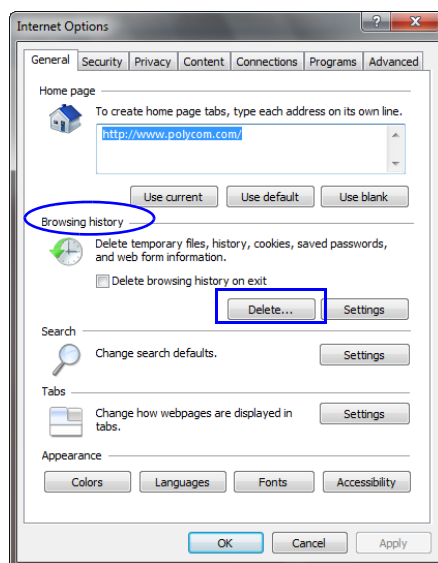 Internet Options
?
X
General Security Privacy Content Connections Programs Advanced
Home page
To create home page tabs, type each address on its own line.
http://www.polycom.com/
Use current Use default Use blank
Browsing history
Delete temporary files, history, cookies, saved passwords,
and web form information.
Delete browsing history on exit
Delete... Settings
Search
Change search defaults. Settings
Tabs
Change how webpages are displayed in
tabs.
Settings
Appearance
Colors Languages Fonts Accessibility
OK Cancel Apply